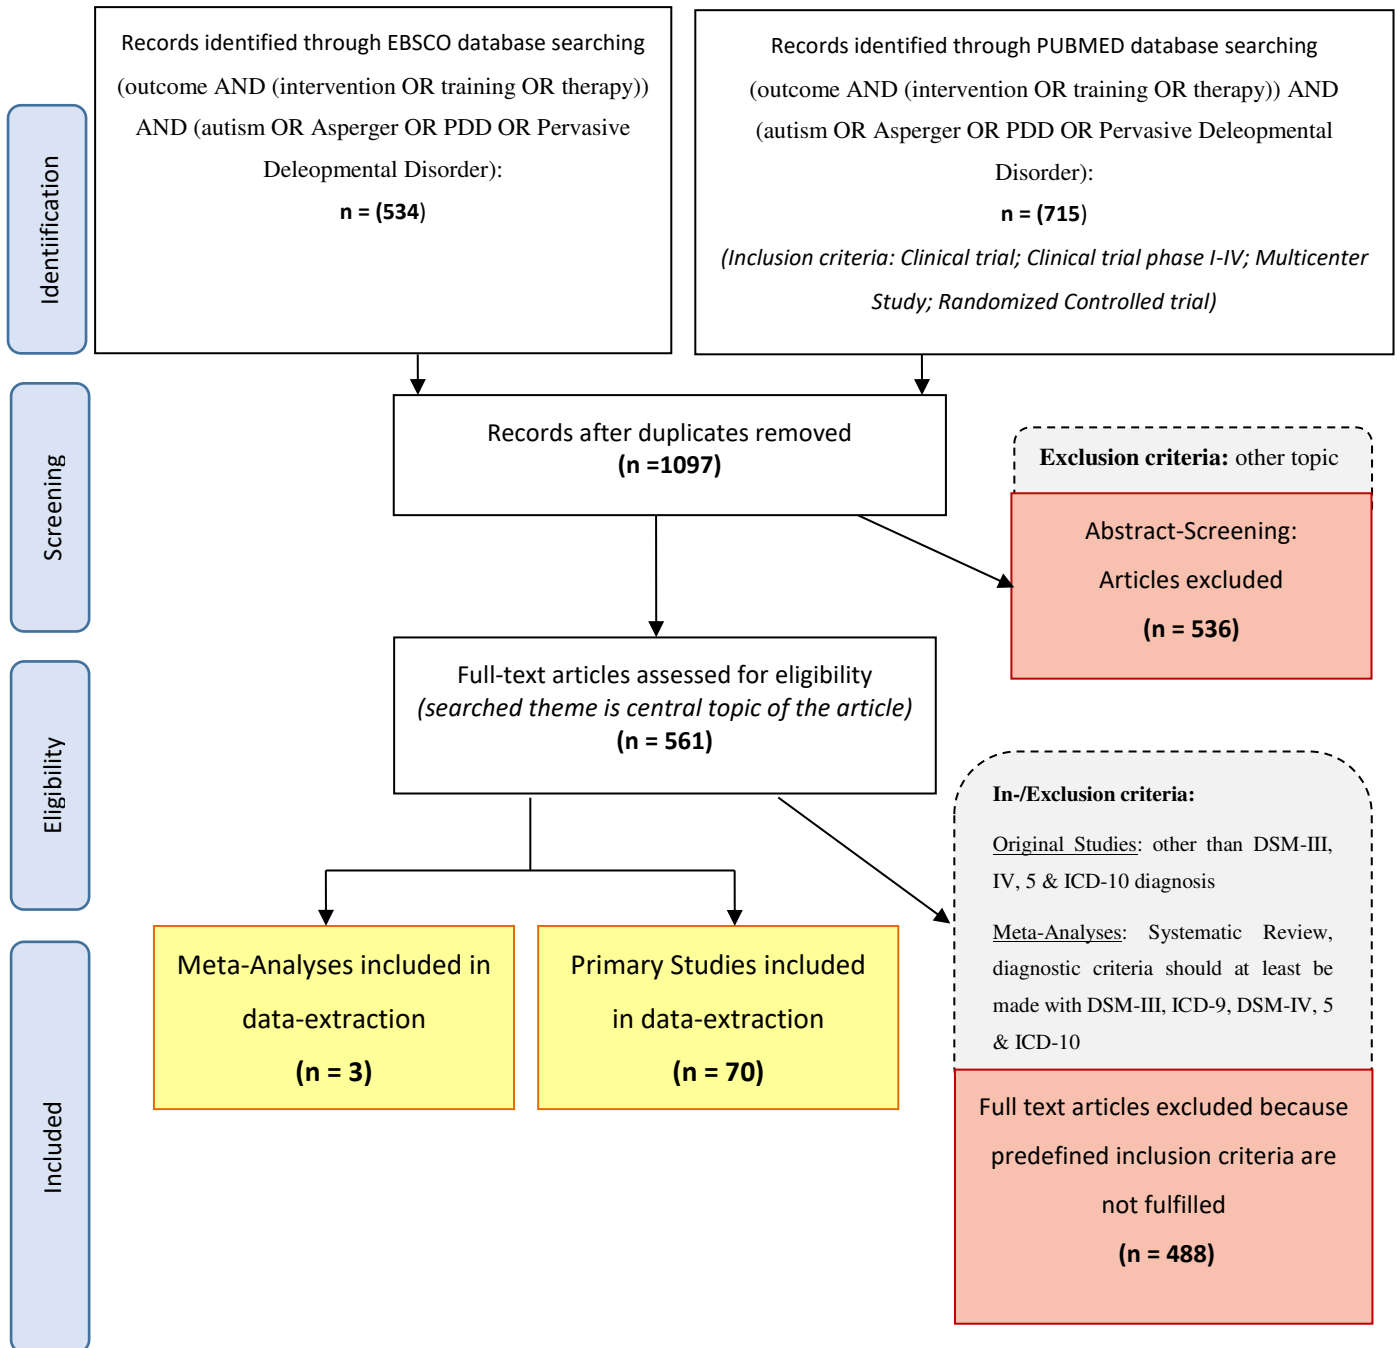 Records identified through EBSCO database searching
(outcome AND (intervention OR training OR therapy))
AND (autism OR Asperger OR PDD OR Pervasive
Deleopmental Disorder):
n = (534)
Records identified through PUBMED database searching
(outcome AND (intervention OR training OR therapy)) AND
(autism OR Asperger OR PDD OR Pervasive Deleopmental
Disorder):
n = (715)
(Inclusion criteria: Clinical trial; Clinical trial phase I-IV; Multicenter
Study; Randomized Controlled trial)
Identiification
Records after duplicates removed
(n =1097)
Screening
Exclusion criteria: other topic
Abstract-Screening:
Articles excluded
(n = 536)
Full-text articles assessed for eligibility
(searched theme is central topic of the article)
(n = 561)
Eligibility
In-/Exclusion criteria:
Original Studies: other than DSM-III,
IV, 5 & ICD-10 diagnosis
Meta-Analyses: Systematic Review,
diagnostic criteria should at least be
made with DSM-III, ICD-9, DSM-IV, 5
& ICD-10
Meta-Analyses included in
data-extraction
(n = 3)
Primary Studies included
in data-extraction
(n = 70)
Included
Full text articles excluded because
predefined inclusion criteria are
not fulfilled
(n = 488)